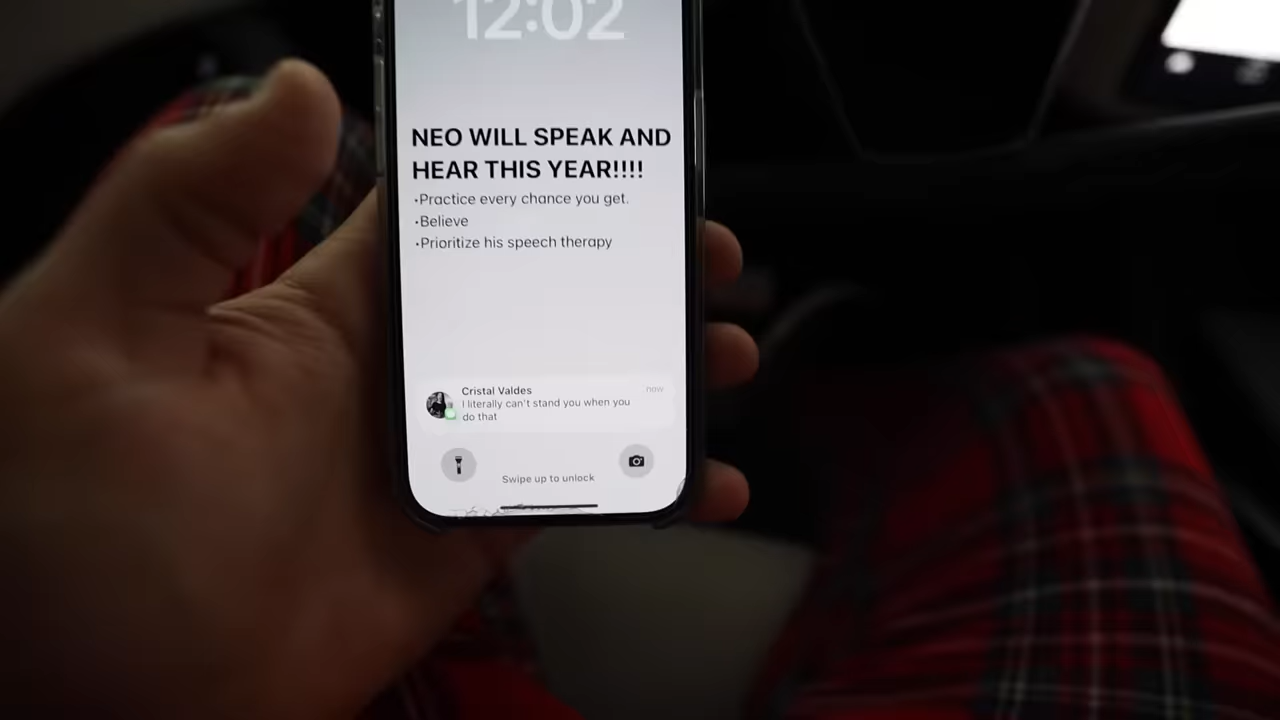 12:02
NEO WILL SPEAK AND
HEAR THIS YEAR!!!!
·Practice every chance you get.
·Believe
·Prioritize his speech therapy
Cristal Valdes
now
I literally can't stand you when you
do that
Swipe up to unlock